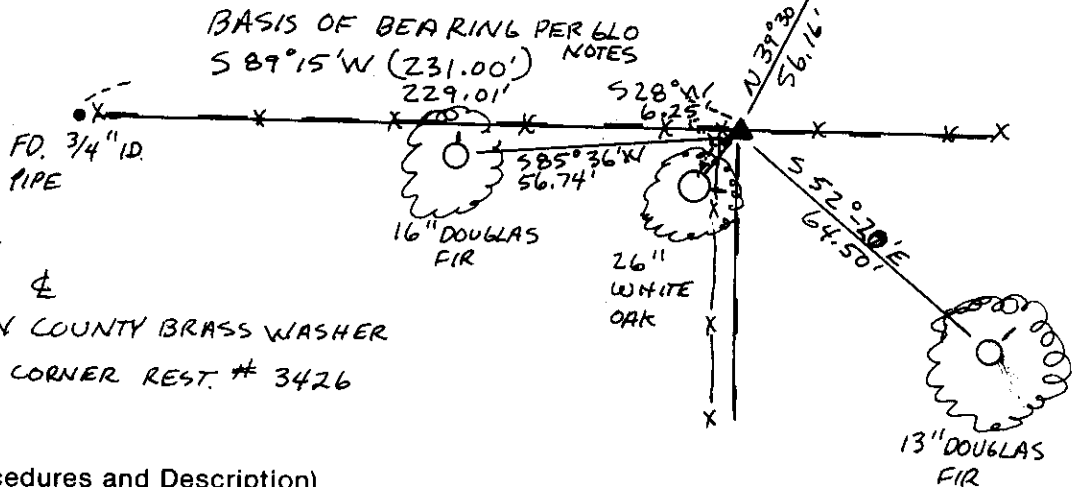 BASIS OF BEARING PER GLO
NOTES
S 89°15'W (231.00')
229.01'
N 39°30
56.16'
S28°W
6.25'
FD. 3/4" ID.
PIPE
S85°36'W
56.74'
16" DOUGLAS
FIR
26"
WHITE
OAK
S 52°-20'E
64.50'
℄
COUNTY BRASS WASHER
CORNER REST. # 3426
13" DOUGLAS
FIR
cedures and Description)